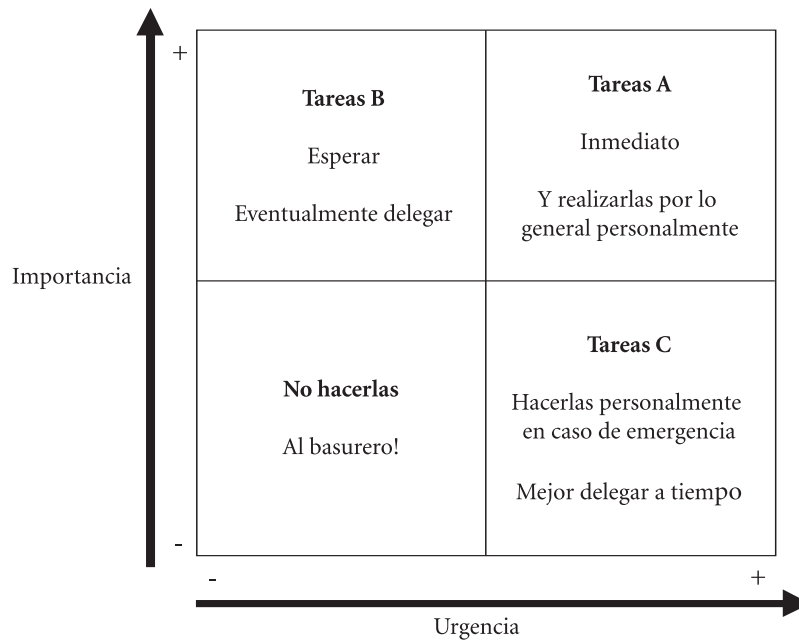 +
Tareas B
Esperar
Eventualmente delegar
Tareas A
Inmediato
Y realizarlas por lo
general personalmente
Importancia
No hacerlas
Al basurero!
Tareas C
Hacerlas personalmente
en caso de emergencia
Mejor delegar a tiempo
-
-
+
Urgencia